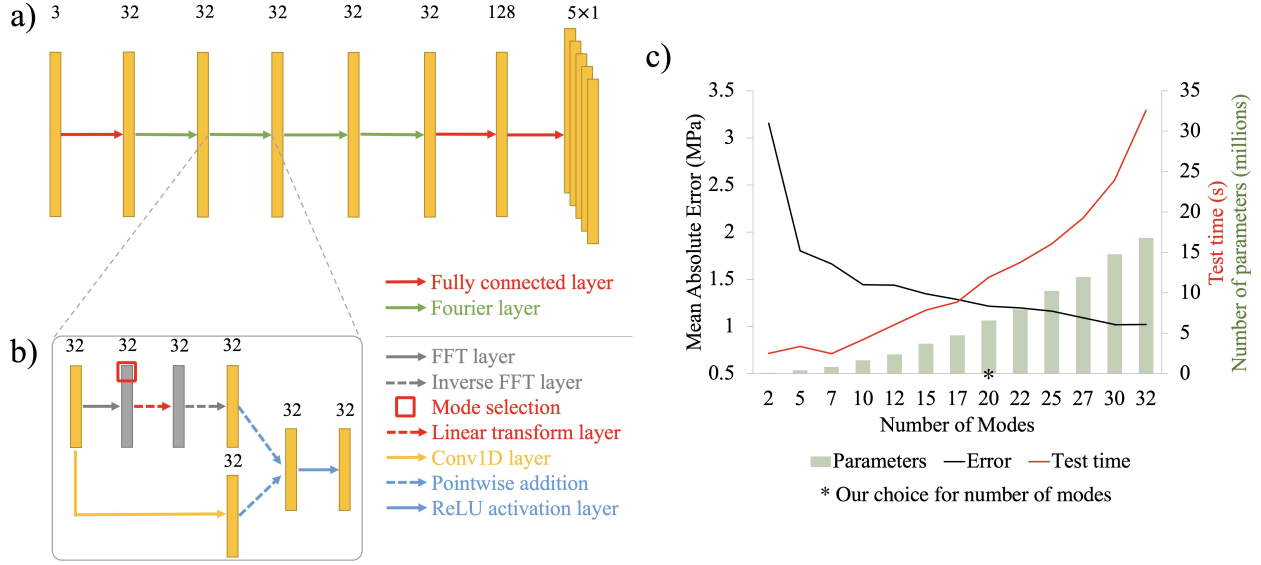 a)
3 32 32 32 32 32 128 5×1
Fully connected layer
Fourier layer
b)
32 32 32 32
32 32
32
FFT layer
Inverse FFT layer
Mode selection
Linear transform layer
Conv1D layer
Pointwise addition
ReLU activation layer
c)
Mean Absolute Error (MPa)
3.5
3
2.5
2
1.5
1
0.5
35
30
25
20
15
10
5
0
Test time (s)
Number of parameters (millions)
*
2 5 7 10 12 15 17 20 22 25 27 30 32
Number of Modes
Parameters Error Test time
* Our choice for number of modes